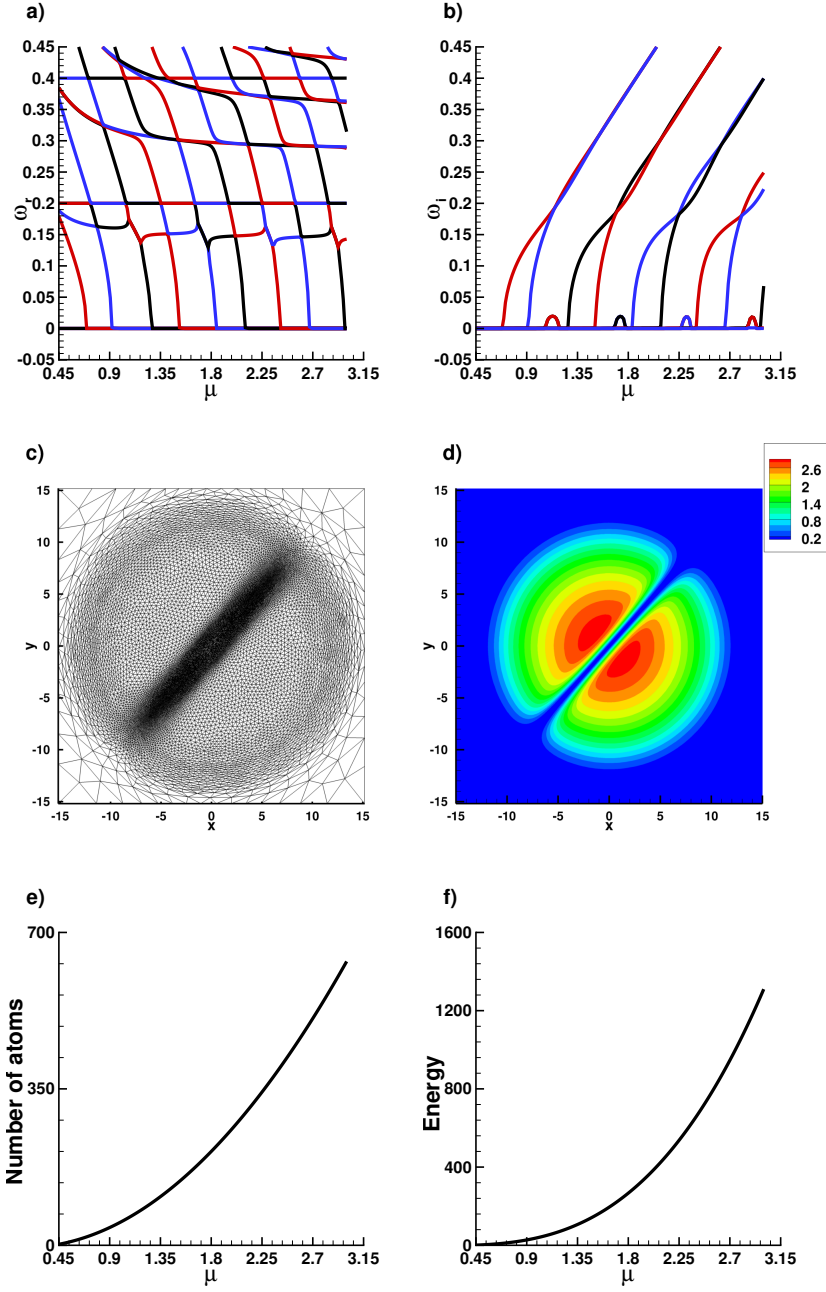 a)
0.45
0.4
0.35
0.3
0.25
0.2
0.15
0.1
0.05
0
-0.05
ωr
0.45 0.9 1.35 1.8 2.25 2.7 3.15
μ
b)
0.45
0.4
0.35
0.3
0.25
0.2
0.15
0.1
0.05
0
-0.05
ωi
0.45 0.9 1.35 1.8 2.25 2.7 3.15
μ
c)
15
10
5
0
-5
-10
-15
y
-15 -10 -5 0 5 10 15
x
d)
15
10
5
0
-5
-10
-15
y
-15 -10 -5 0 5 10 15
x
2.6
2
1.4
0.8
0.2
e)
700
350
0
Number of atoms
0.45 0.9 1.35 1.8 2.25 2.7 3.15
μ
f)
1600
1200
800
400
0
Energy
0.45 0.9 1.35 1.8 2.25 2.7 3.15
μ